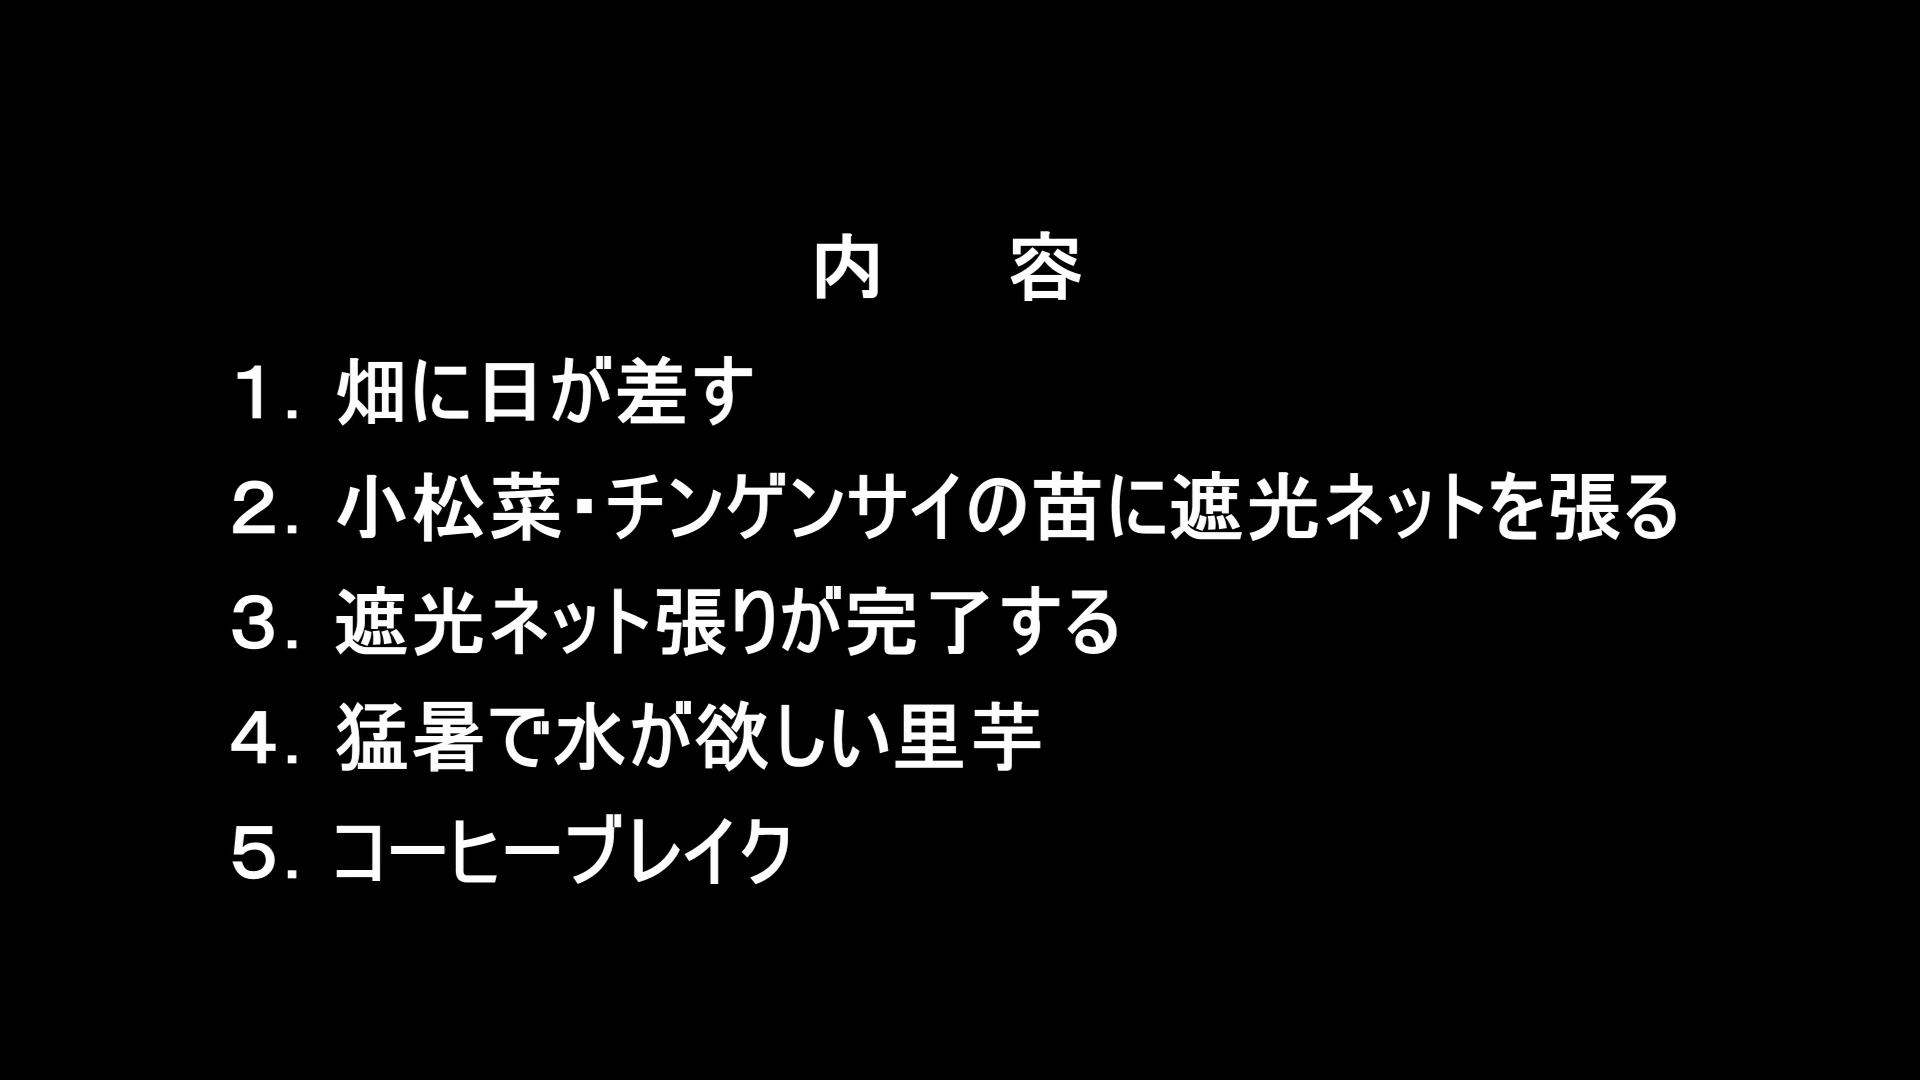 内　容
１. 畑に日が差す
２. 小松菜・チンゲンサイの苗に遮光ネットを張る
３. 遮光ネット張りが完了する
４. 猛暑で水が欲しい里芋
５. コーヒーブレイク